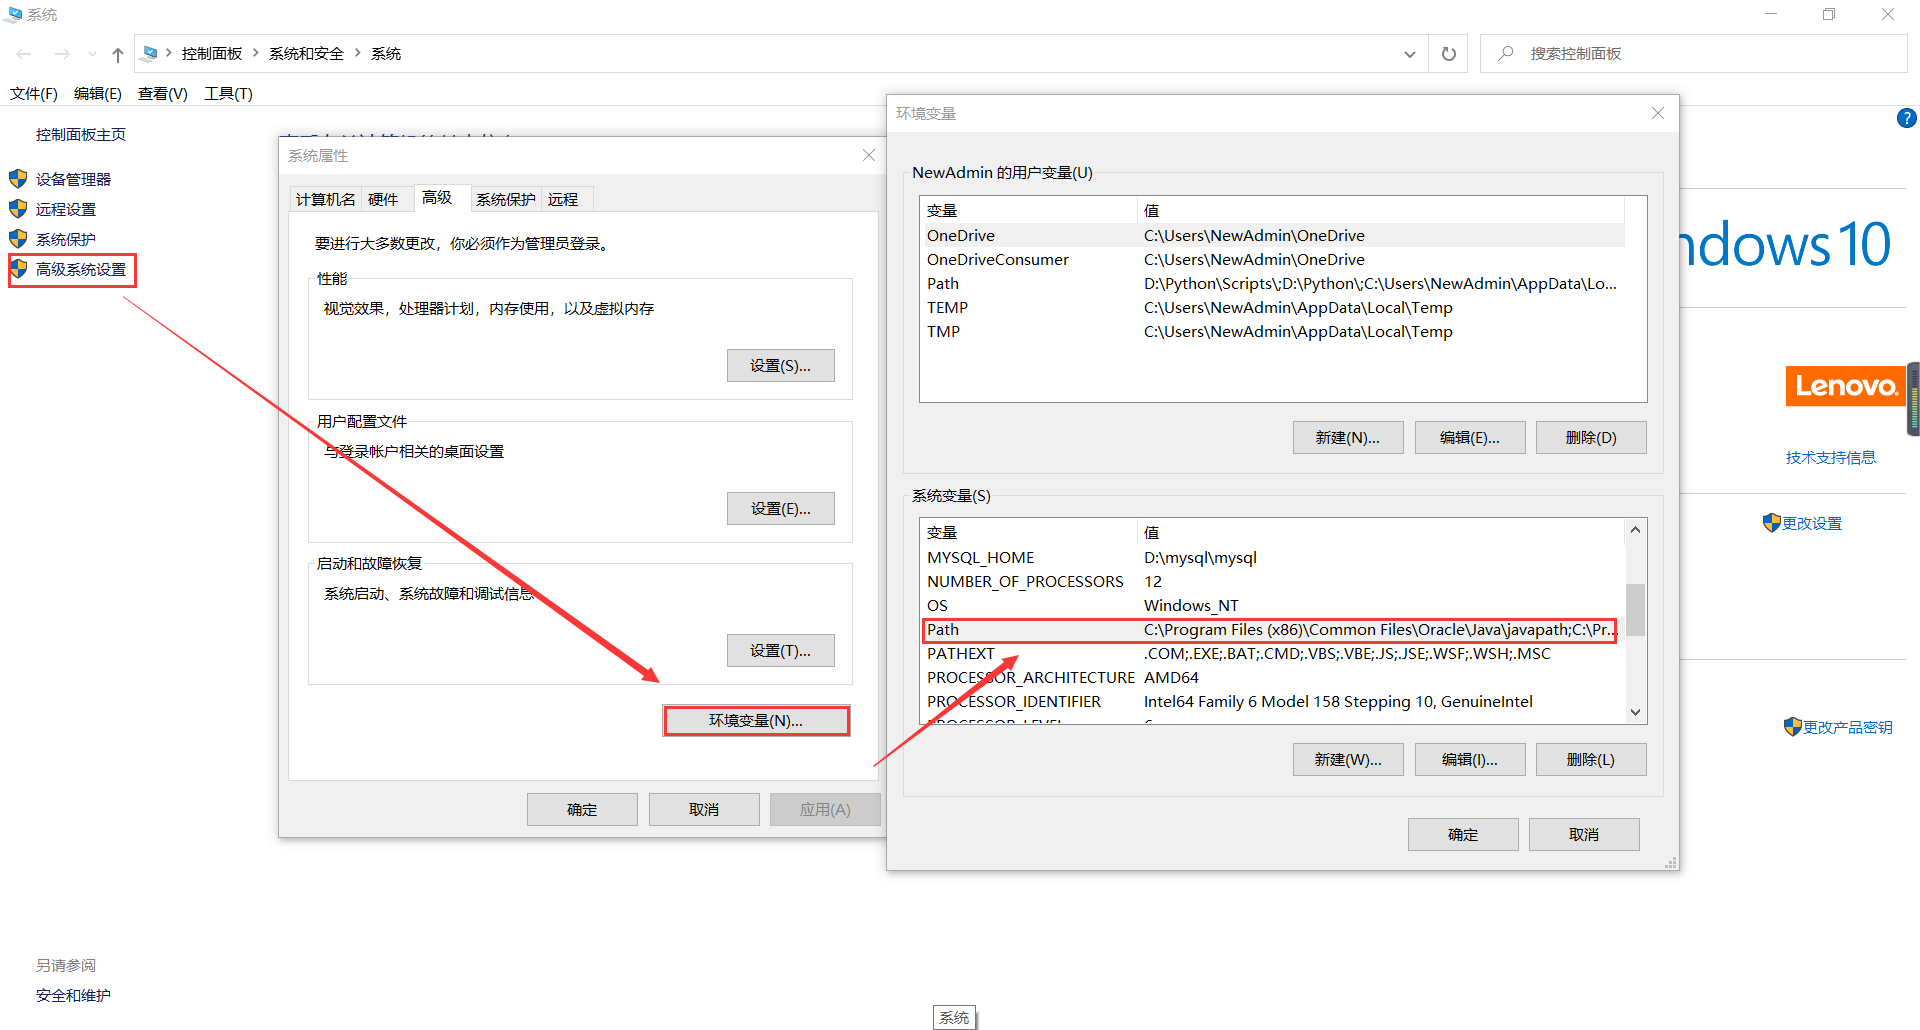 系统
控制面板 系统和安全 系统
搜索控制面板
文件(F) 编辑(E) 查看(V) 工具(T)
控制面板主页
设备管理器
远程设置
系统保护
高级系统设置
系统属性
计算机名 硬件 高级 系统保护 远程
要进行大多数更改，你必须作为管理员登录。
性能
视觉效果，处理器计划，内存使用，以及虚拟内存
设置(S)...
用户配置文件
与登录帐户相关的桌面设置
设置(E)...
启动和故障恢复
系统启动、系统故障和调试信息
设置(T)...
环境变量(N)...
确定 取消 应用(A)
环境变量
NewAdmin 的用户变量(U)
变量 值
OneDrive C:\Users\NewAdmin\OneDrive
OneDriveConsumer C:\Users\NewAdmin\OneDrive
Path D:\Python\Scripts\;D:\Python\;C:\Users\NewAdmin\AppData\Lo...
TEMP C:\Users\NewAdmin\AppData\Local\Temp
TMP C:\Users\NewAdmin\AppData\Local\Temp
新建(N)... 编辑(E)... 删除(D)
系统变量(S)
变量 值
MYSQL_HOME D:\mysql\mysql
NUMBER_OF_PROCESSORS 12
OS Windows_NT
Path C:\Program Files (x86)\Common Files\Oracle\Java\javapath;C:\Pr...
PATHEXT .COM;.EXE;.BAT;.CMD;.VBS;.VBE;.JS;.JSE;.WSF;.WSH;.MSC
PROCESSOR_ARCHITECTURE AMD64
PROCESSOR_IDENTIFIER Intel64 Family 6 Model 158 Stepping 10, GenuineIntel
新建(W)... 编辑(I)... 删除(L)
确定 取消
?
ndows 10
Lenovo
技术支持信息
更改设置
更改产品密钥
另请参阅
安全和维护
系统